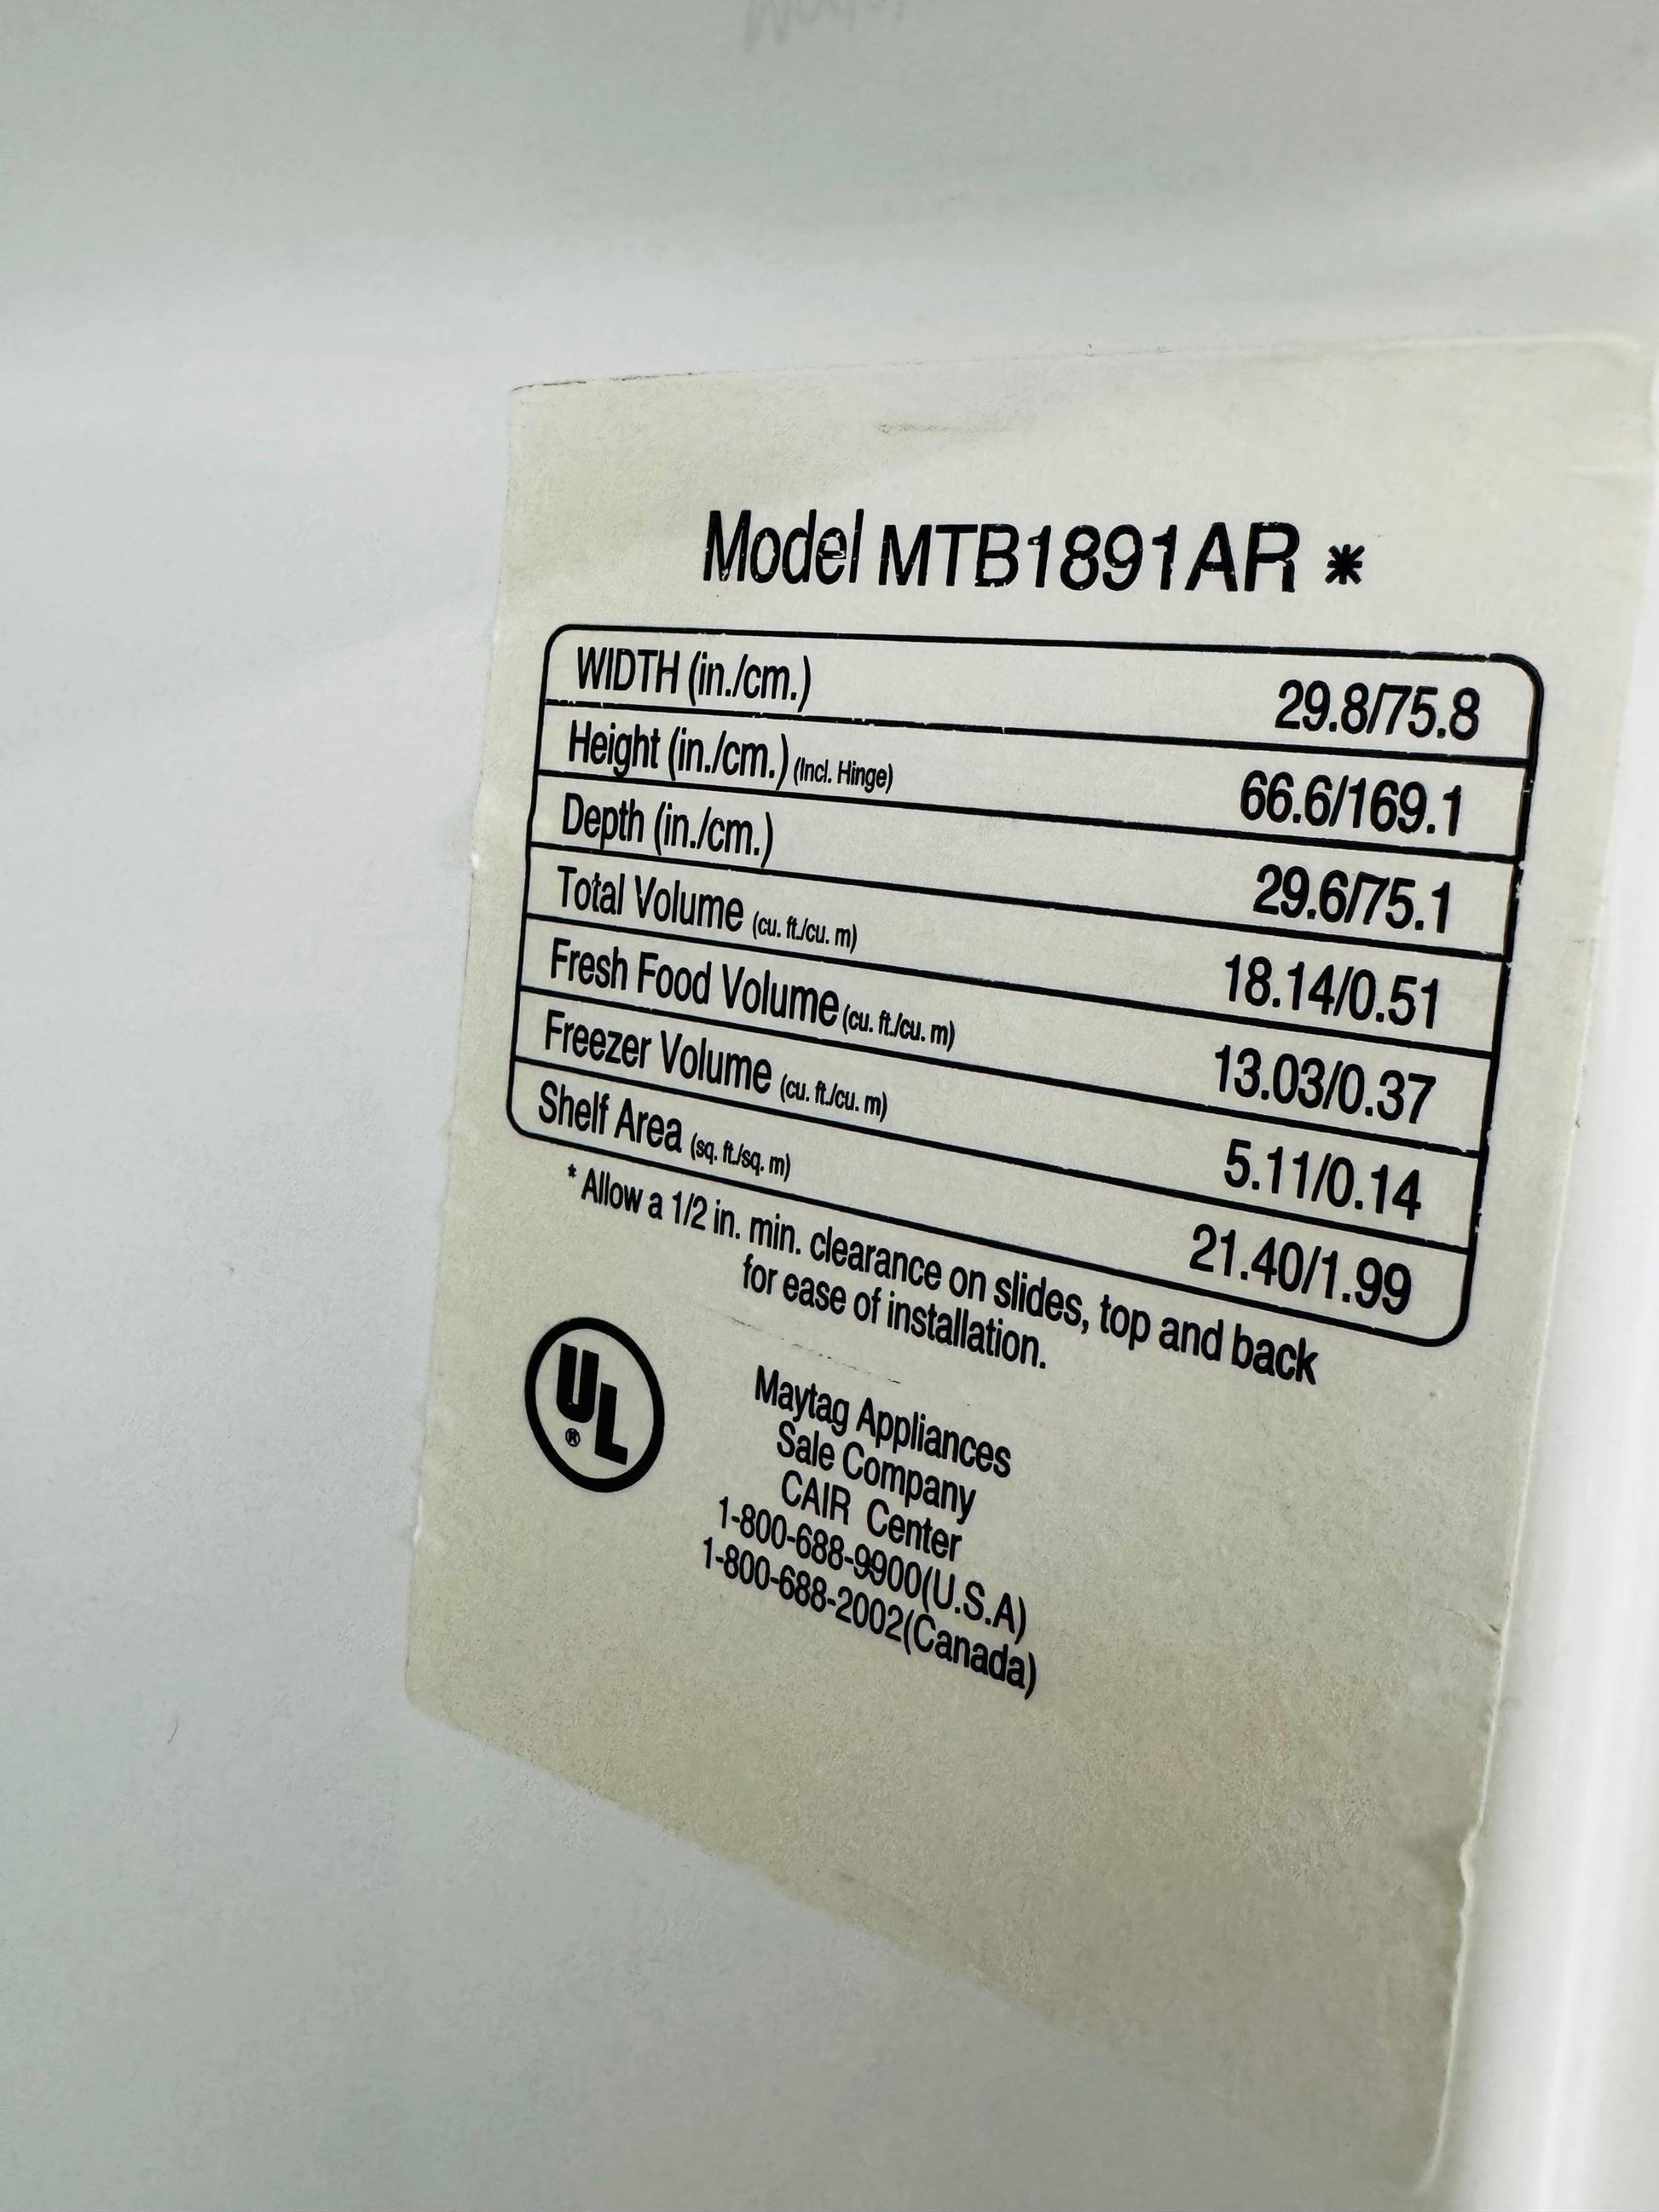 Model MTB1891AR *
WIDTH (in./cm.) 29.8/75.8
Height (in./cm.) (Incl. Hinge) 66.6/169.1
Depth (in./cm.) 29.6/75.1
Total Volume (cu. ft./cu. m) 18.14/0.51
Fresh Food Volume (cu. ft./cu. m) 13.03/0.37
Freezer Volume (cu. ft./cu. m) 5.11/0.14
Shelf Area (sq. ft./sq. m) 21.40/1.99
* Allow a 1/2 in. min. clearance on slides, top and back
for ease of installation.
UL
®
Maytag Appliances
Sale Company
CAIR Center
1-800-688-9900(U.S.A)
1-800-688-2002(Canada)